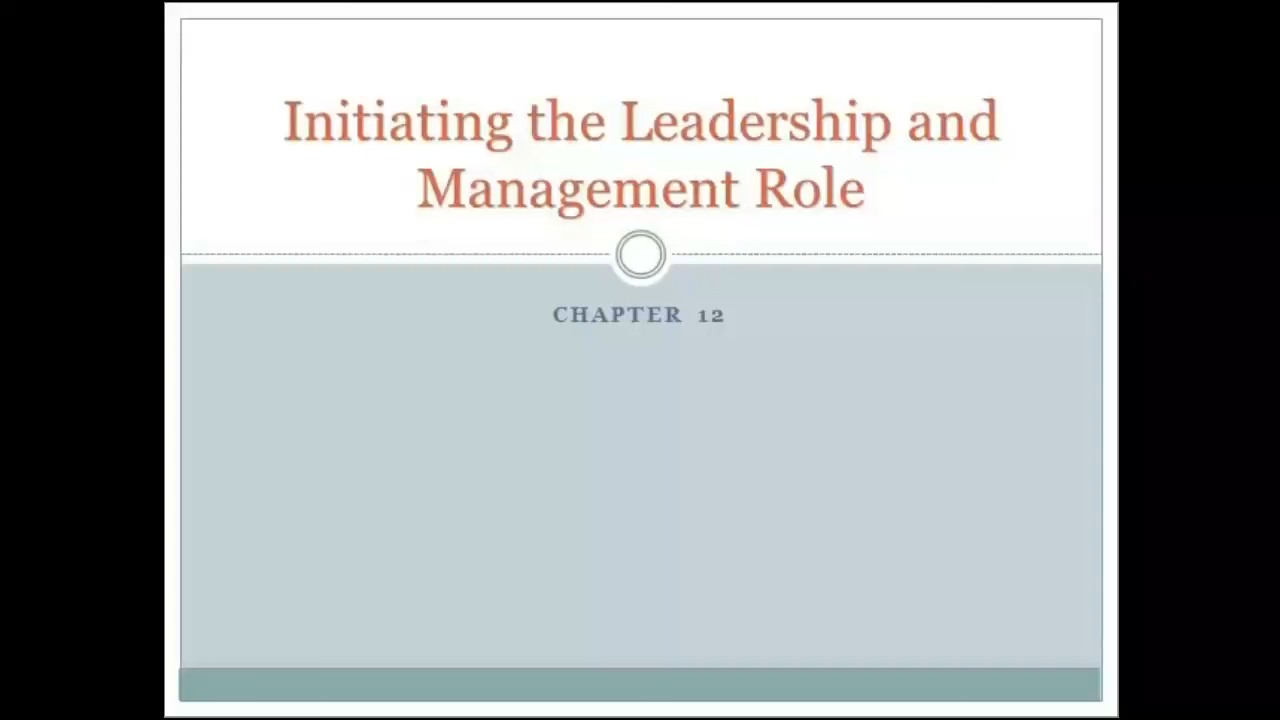 Initiating the Leadership and
Management Role
CHAPTER 12